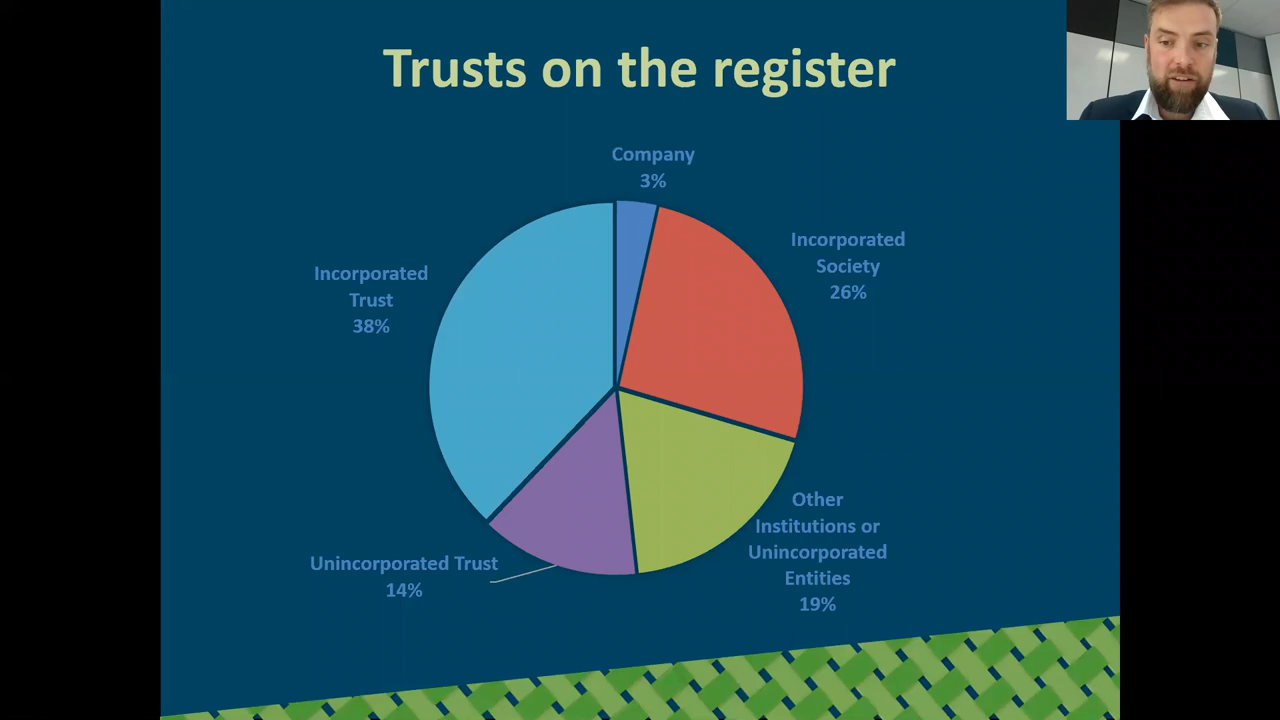 Trusts on the register
Company
3%
Incorporated
Society
26%
Incorporated
Trust
38%
Other
Institutions or
Unincorporated
Entities
19%
Unincorporated Trust
14%